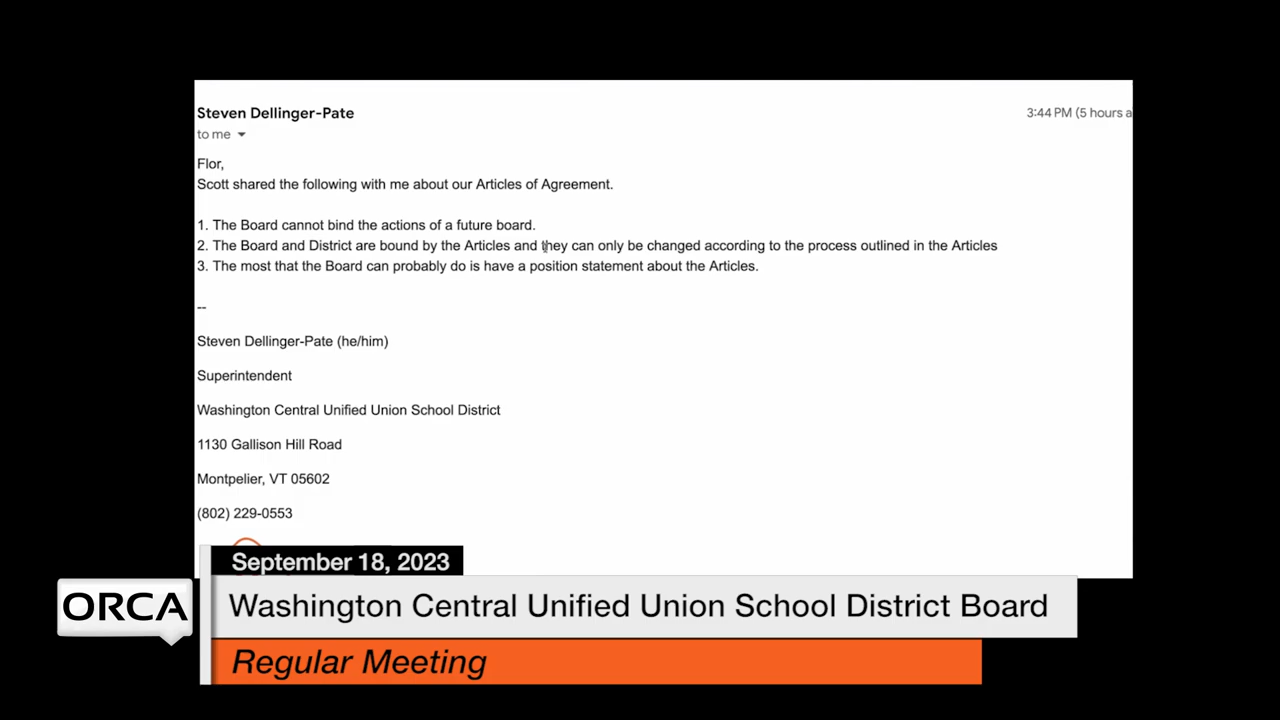 Steven Dellinger-Pate
3:44 PM (5 hours a
to me
Flor,
Scott shared the following with me about our Articles of Agreement.
1. The Board cannot bind the actions of a future board.
2. The Board and District are bound by the Articles and they can only be changed according to the process outlined in the Articles
3. The most that the Board can probably do is have a position statement about the Articles.
--
Steven Dellinger-Pate (he/him)
Superintendent
Washington Central Unified Union School District
1130 Gallison Hill Road
Montpelier, VT 05602
(802) 229-0553
September 18, 2023
ORCA
Washington Central Unified Union School District Board
Regular Meeting